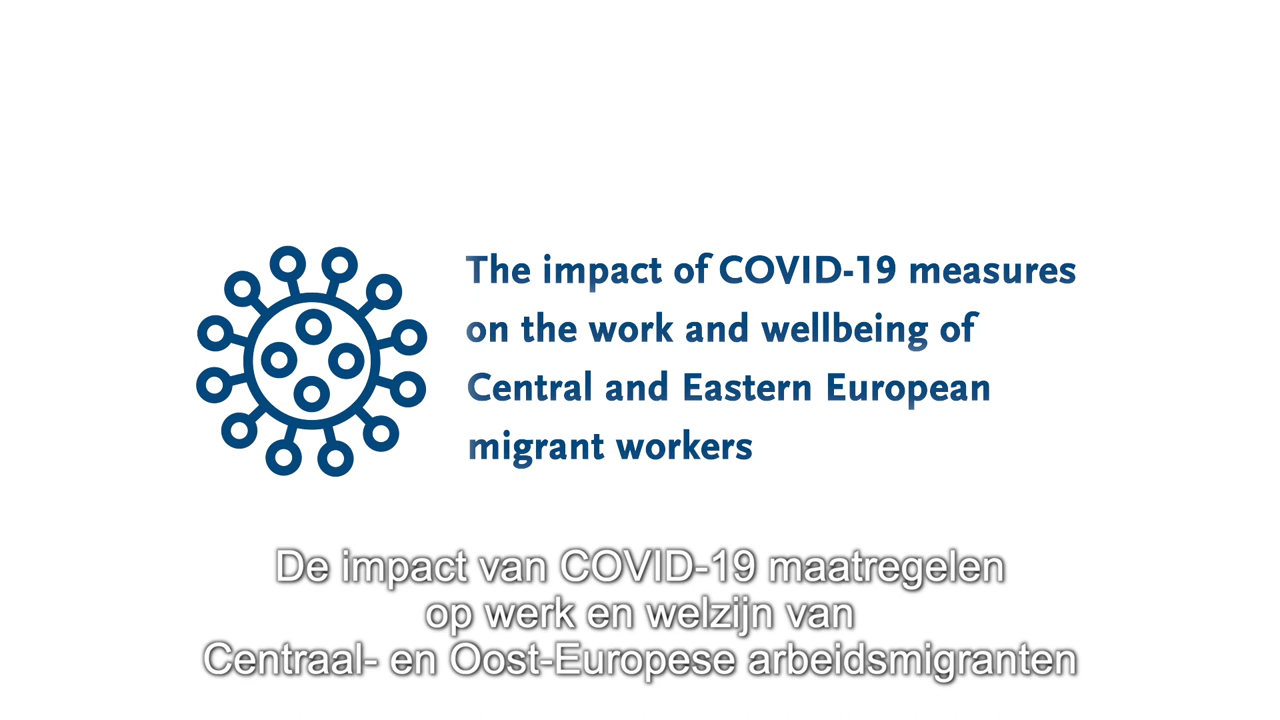 The impact of COVID-19 measures
on the work and wellbeing of
Central and Eastern European
migrant workers
De impact van COVID-19 maatregelen
op werk en welzijn van
Centraal- en Oost-Europese arbeidsmigranten